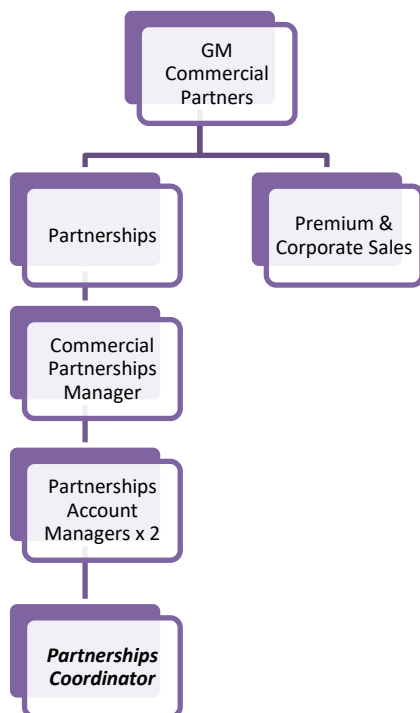 GM
Commercial
Partners
Partnerships
Premium &
Corporate Sales
Commercial
Partnerships
Manager
Partnerships
Account
Managers x 2
Partnerships
Coordinator